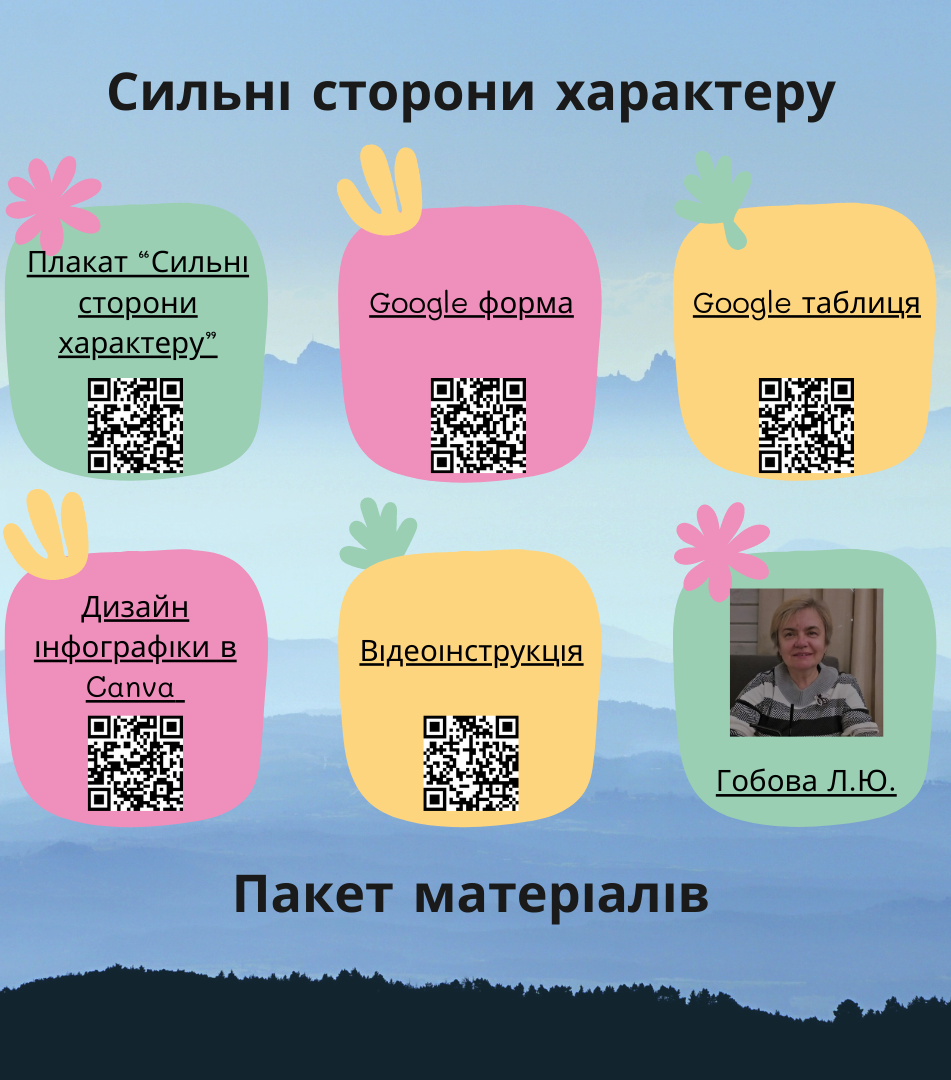 Сильні сторони характеру
Плакат “Сильні
сторони
характеру”
Google форма
Google таблиця
Дизайн
інфографіки в
Canva
Відеоінструкція
Гобова Л.Ю.
Пакет матеріалів